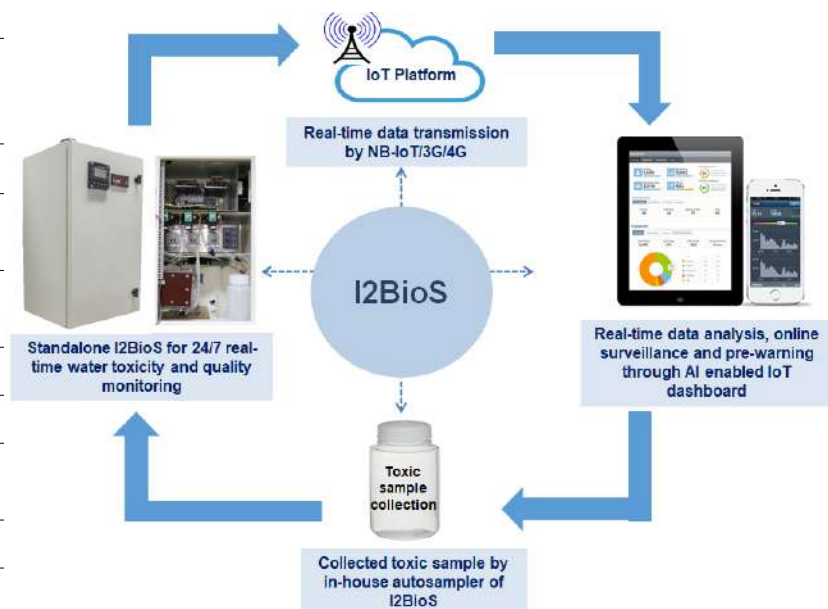 IoT Platform
Real-time data transmission
by NB-IoT/3G/4G
I2BioS
Standalone I2BioS for 24/7 real-
time water toxicity and quality
monitoring
Real-time data analysis, online
surveillance and pre-warning
through AI enabled IoT
dashboard
Toxic
sample
collection
Collected toxic sample by
in-house autosampler of
I2BioS